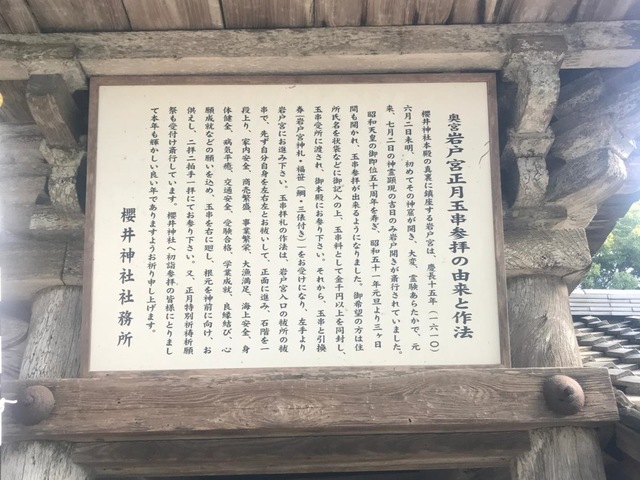 奥宮岩戸宮正月玉串参拝の由来と作法
櫻井神社本殿の真裏に鎮座する岩戸宮は、慶長十五年（一六一〇）
六月二日未明、初めてその神窟が開き、大変、霊験あらたかで、元
来、七月二日の神霊顕現の吉日のみ岩戸開きが斎行されていました。
昭和天皇の御即位五十周年を寿ぎ、昭和五十一年元旦より三ヶ日
間も開かれ、玉串参拝が出来るようになりました。御希望の方は住
所氏名を状袋などに御記入の上、玉串料として金千円以上を同封し、
玉串受所に渡され、御本殿にお参り下さい。それから、玉串と引換
券（岩戸宮神札・福笹（鯛・三俵付き））をお受けになり、左手より
岩戸宮にお進み下さい。玉串拝礼の作法は、岩戸宮入口の祓所の祓
串で、先ず自分自身を左右左とお祓いして、正面に進み、石階を一
段上り、家内安全、商売繁盛、事業繁栄、大漁満足、海上安全、身
体健全、病気平癒、交通安全、受験合格、学業成就、良縁結び、心
願成就などの願いを込め、玉串を右に廻し、根元を神前に向け、お
供えし、二拝二拍手一拝にてお参り下さい。又、正月特別祈祷祈願
祭も受付け斎行しています。櫻井神社へ初詣参拝の皆様にとりまし
て本年も輝かしい良い年でありますようお祈り申し上げます。
櫻井神社社務所